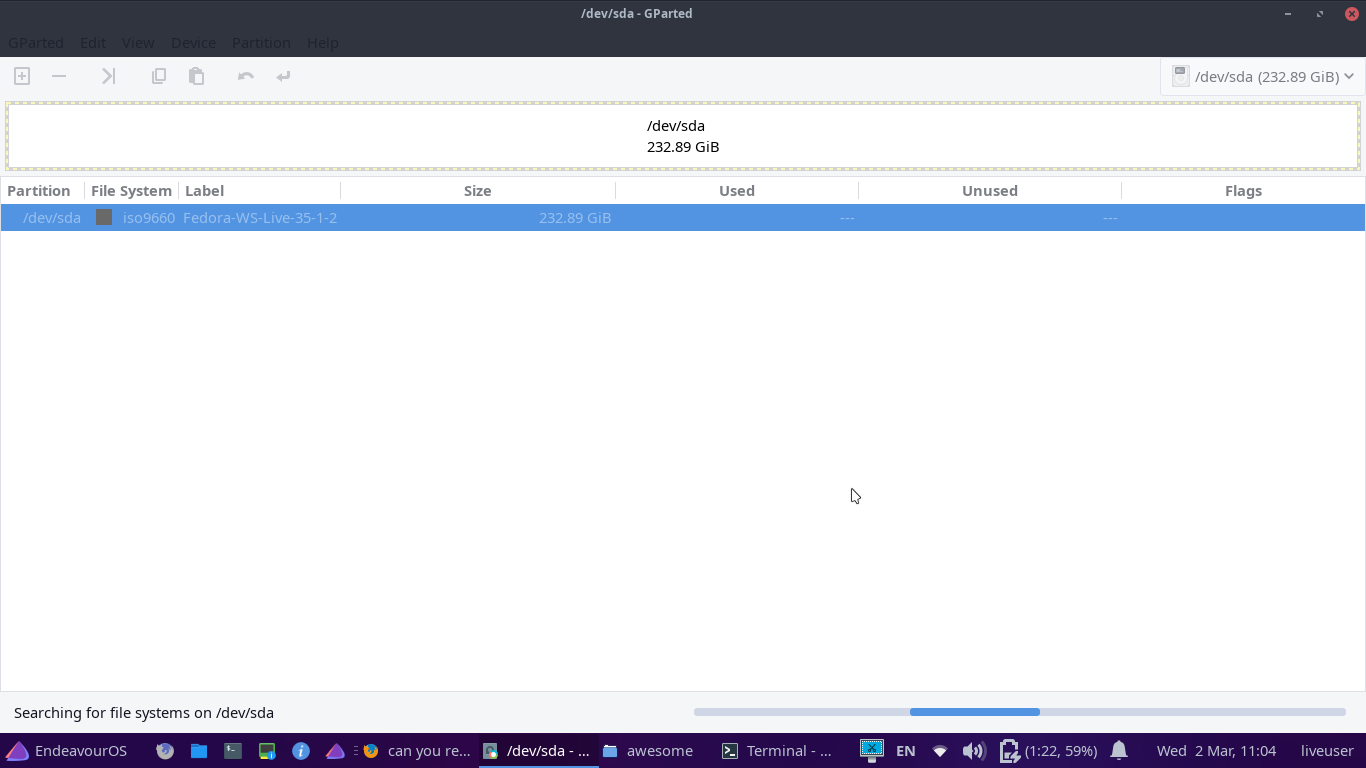 /dev/sda - GParted
GParted Edit View Device Partition Help
/dev/sda (232.89 GiB)
/dev/sda
232.89 GiB
Partition File System Label Size Used Unused Flags
/dev/sda iso9660 Fedora-WS-Live-35-1-2 232.89 GiB --- ---
Searching for file systems on /dev/sda
EndeavourOS can you re... /dev/sda - ... awesome Terminal - ... EN (1:22, 59%) Wed 2 Mar, 11:04 liveuser